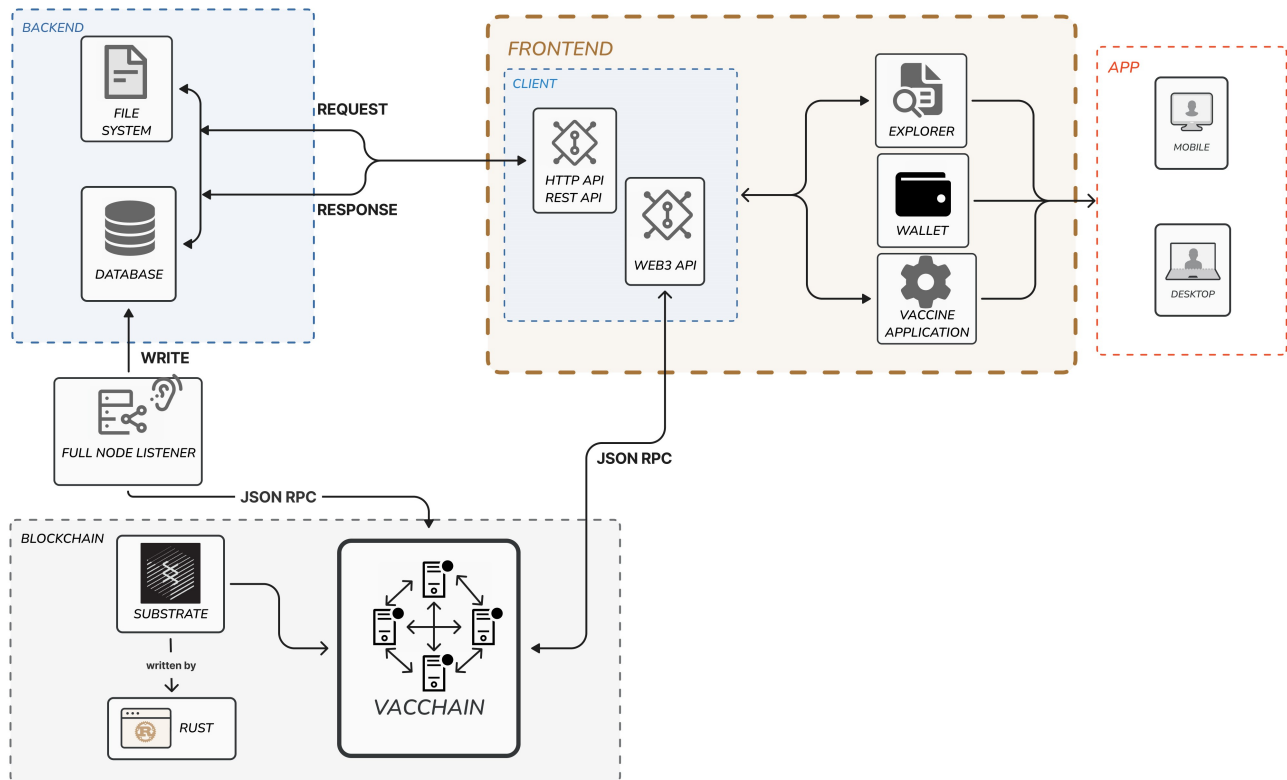 BACKEND
FILE
SYSTEM
DATABASE
REQUEST
RESPONSE
FRONTEND
CLIENT
HTTP API
REST API
WEB3 API
EXPLORER
WALLET
VACCINE
APPLICATION
APP
MOBILE
DESKTOP
WRITE
FULL NODE LISTENER
JSON RPC
JSON RPC
BLOCKCHAIN
SUBSTRATE
written by
R
RUST
VACCHAIN